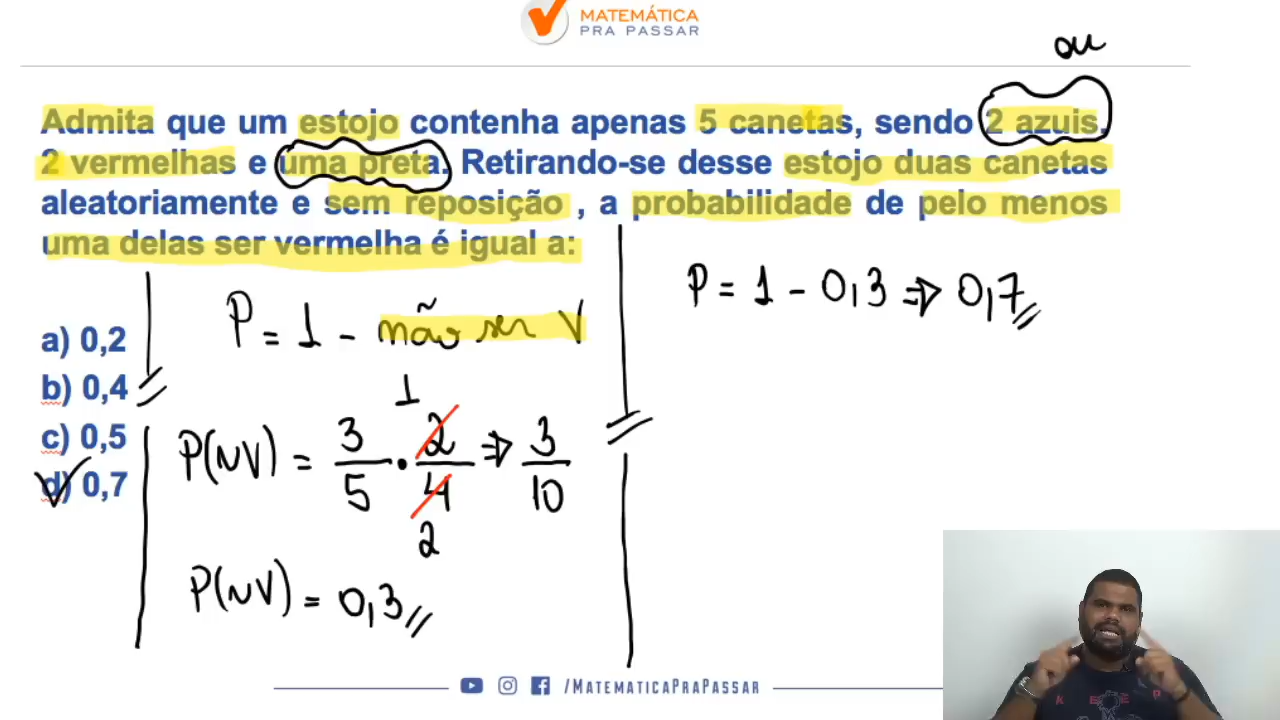 MATEMÁTICA
PRA PASSAR
ou
Admita que um estojo contenha apenas 5 canetas, sendo 2 azuis,
2 vermelhas e uma preta. Retirando-se desse estojo duas canetas
aleatoriamente e sem reposição , a probabilidade de pelo menos
uma delas ser vermelha é igual a:
a) 0,2
b) 0,4
c) 0,5
d) 0,7
P = 1 - não ser V
1
P(NV) = 3/5 · 2/4 ⇒ 3/10
2
P(NV) = 0,3
P = 1 - 0,3 ⇒ 0,7
KEEP
/MATEMATICAPRAPASSAR